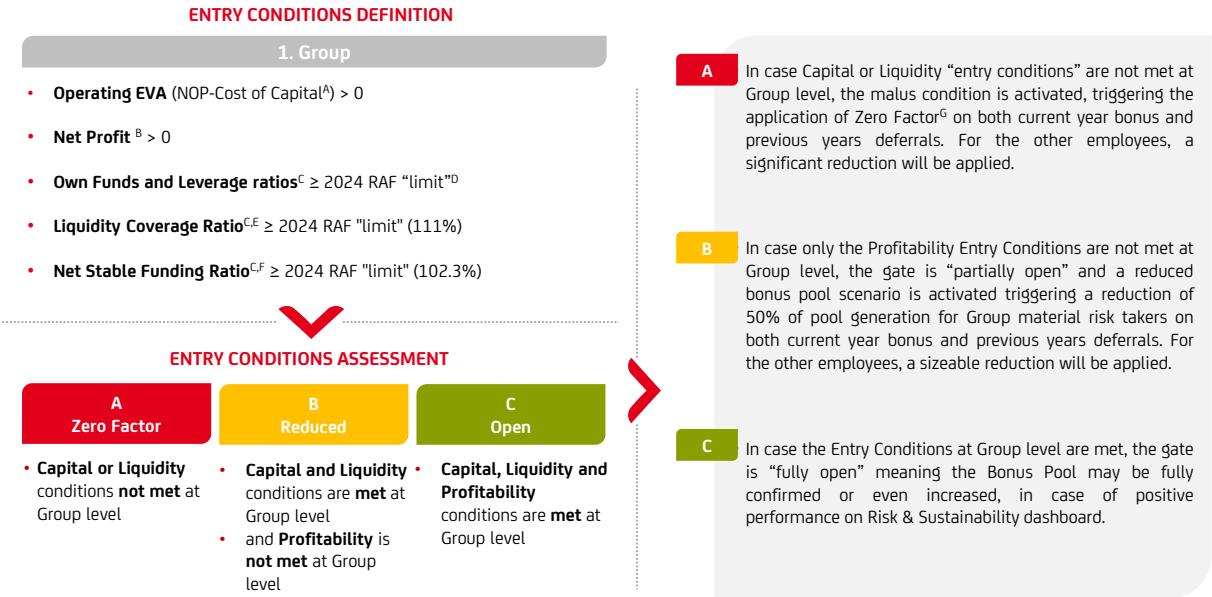 ENTRY CONDITIONS DEFINITION
1. Group
• Operating EVA (NOP-Cost of CapitalA) > 0
• Net Profit B > 0
• Own Funds and Leverage ratiosC ≥ 2024 RAF “limit”D
• Liquidity Coverage RatioC,E ≥ 2024 RAF "limit" (111%)
• Net Stable Funding RatioC,F ≥ 2024 RAF "limit" (102.3%)
ENTRY CONDITIONS ASSESSMENT
A
Zero Factor
• Capital or Liquidity
conditions not met at
Group level
B
Reduced
• Capital and Liquidity
conditions are met at
Group level
• and Profitability is
not met at Group
level
C
Open
• Capital, Liquidity and
Profitability
conditions are met at
Group level
A
In case Capital or Liquidity “entry conditions” are not met at
Group level, the malus condition is activated, triggering the
application of Zero FactorG on both current year bonus and
previous years deferrals. For the other employees, a
significant reduction will be applied.
B
In case only the Profitability Entry Conditions are not met at
Group level, the gate is “partially open” and a reduced
bonus pool scenario is activated triggering a reduction of
50% of pool generation for Group material risk takers on
both current year bonus and previous years deferrals. For
the other employees, a sizeable reduction will be applied.
C
In case the Entry Conditions at Group level are met, the gate
is “fully open” meaning the Bonus Pool may be fully
confirmed or even increased, in case of positive
performance on Risk & Sustainability dashboard.